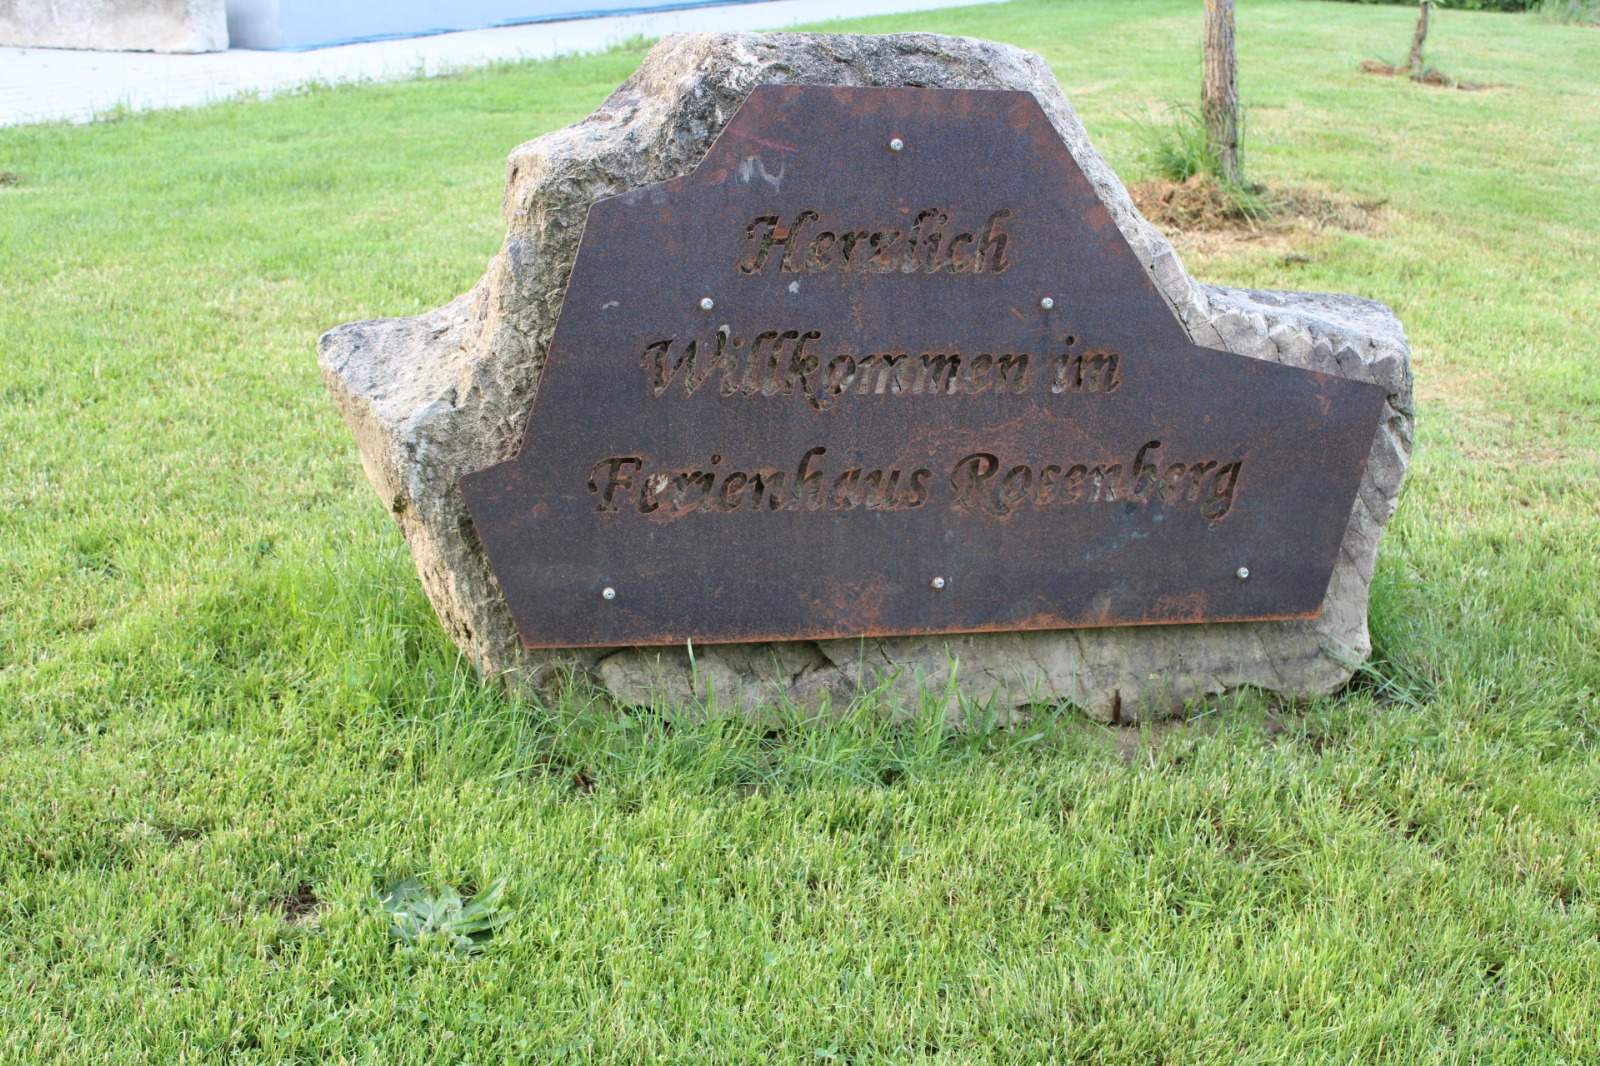 Herzlich
Willkommen im
Ferienhaus Rosenberg